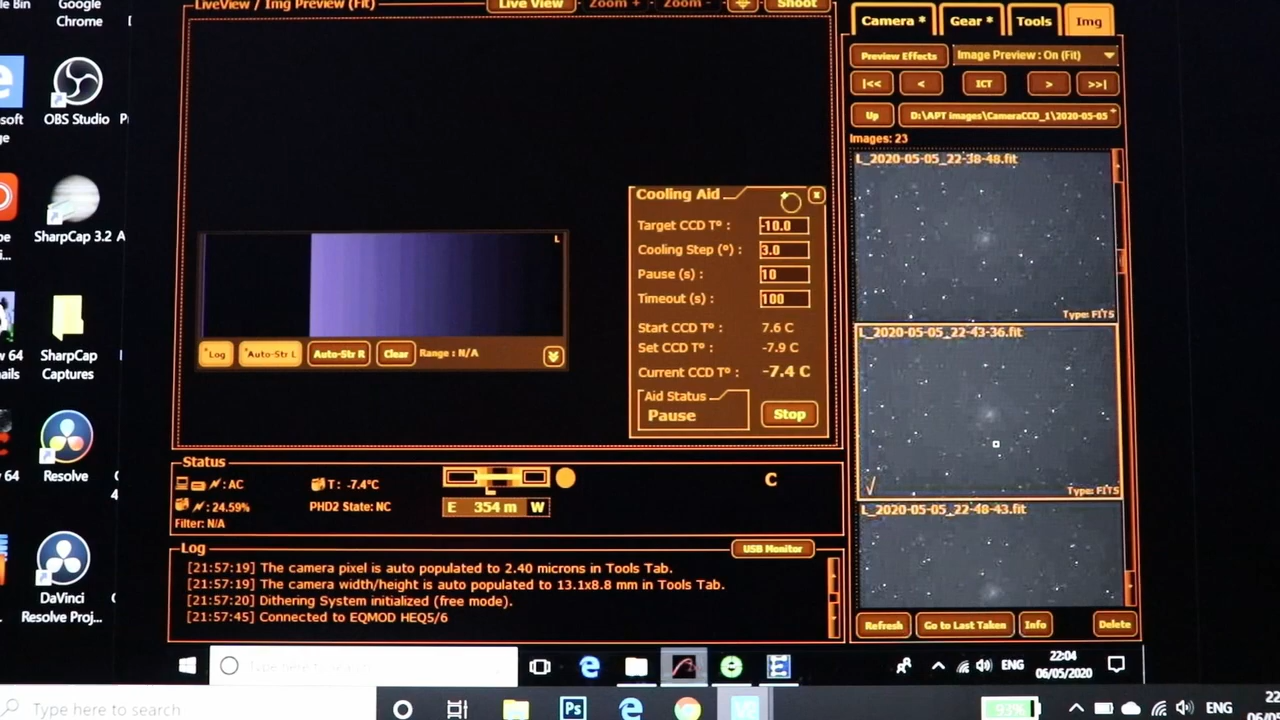 Google
Chrome
OBS Studio
SharpCap 3.2
SharpCap
Captures
Resolve
DaVinci
Resolve Proj...
LiveView / Img Preview (Fit)
Live View
Zoom +
Zoom -
Shoot
L
Log
Auto-Str L
Auto-Str R
Clear
Range : N/A
Cooling Aid
Target CCD T° : -10.0
Cooling Step (°) : 3.0
Pause (s) : 10
Timeout (s) : 100
Start CCD T° : 7.6 C
Set CCD T° : -7.9 C
Current CCD T° : -7.4 C
Aid Status
Pause
Stop
Status
: AC
T: -7.4°C
: 24.59%
PHD2 State: NC
Filter: N/A
E 354 m W
C
Log
USB Monitor
[21:57:19] The camera pixel is auto populated to 2.40 microns in Tools Tab.
[21:57:19] The camera width/height is auto populated to 13.1x8.8 mm in Tools Tab.
[21:57:20] Dithering System initialized (free mode).
[21:57:45] Connected to EQMOD HEQ5/6
Camera *
Gear *
Tools
Img
Preview Effects
Image Preview : On (Fit)
|<<
<
ICT
>
>>|
Up
D:\APT Images\CameraCCD_1\2020-05-05
Images: 23
L_2020-05-05_22-38-48.fit
Type: FITS
L_2020-05-05_22-43-36.fit
Type: FITS
L_2020-05-05_22-48-43.fit
Refresh
Go to Last Taken
Info
Delete
Type here to search
ENG
22:04
06/05/2020
Type here to search
Ps
93%
ENG